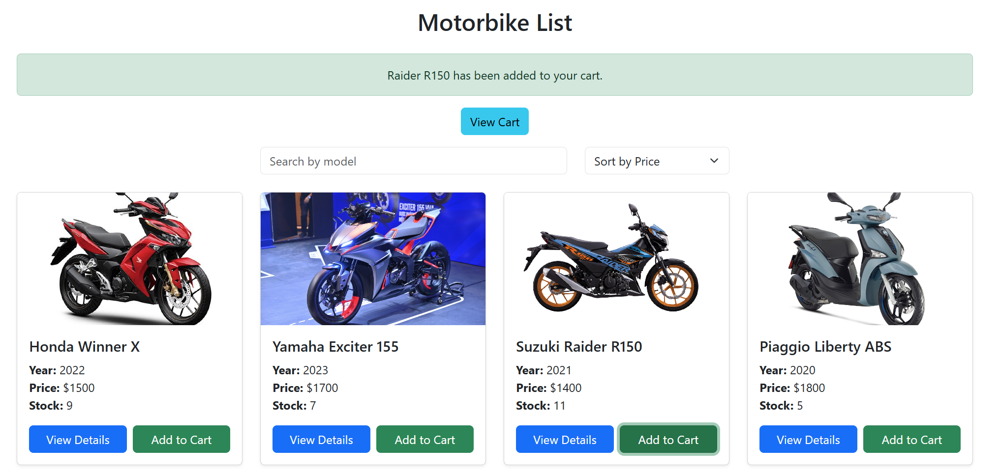 Motorbike List
Raider R150 has been added to your cart.
View Cart
Search by model
Sort by Price
EXCITER 155 VVA
Honda Winner X
Year: 2022
Price: $1500
Stock: 9
View Details
Add to Cart
Yamaha Exciter 155
Year: 2023
Price: $1700
Stock: 7
View Details
Add to Cart
RAIDER
Suzuki Raider R150
Year: 2021
Price: $1400
Stock: 11
View Details
Add to Cart
Piaggio Liberty ABS
Year: 2020
Price: $1800
Stock: 5
View Details
Add to Cart